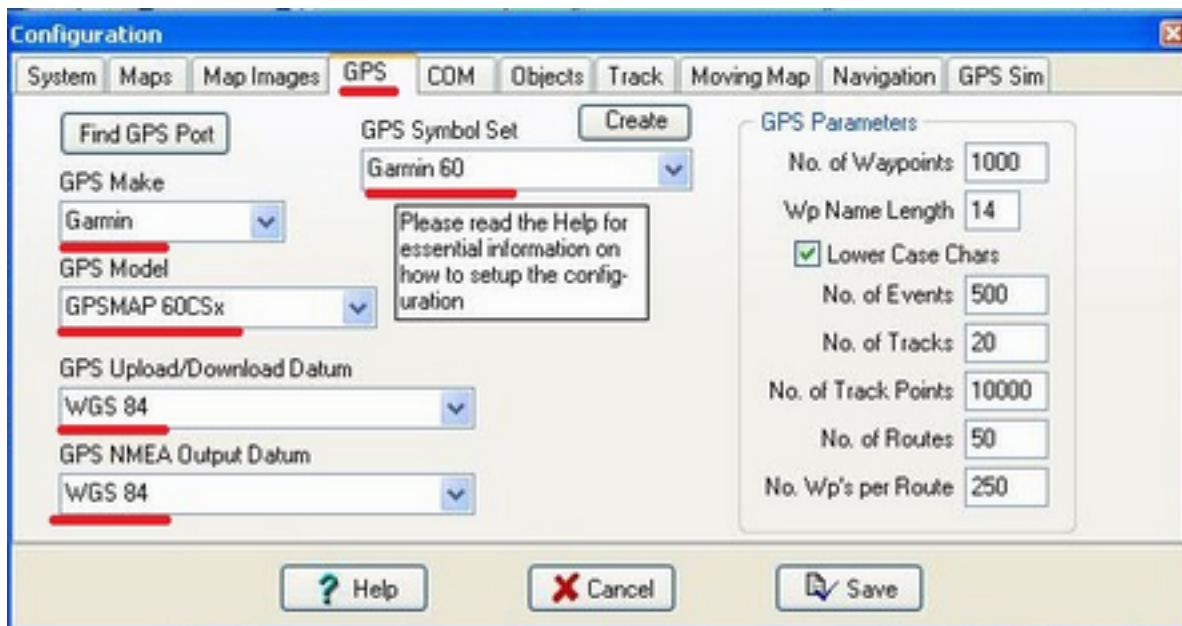 Configuration
System Maps Map Images GPS COM Objects Track Moving Map Navigation GPS Sim
Find GPS Port
GPS Make
Garmin
GPS Model
GPSMAP 60CSx
GPS Upload/Download Datum
WGS 84
GPS NMEA Output Datum
WGS 84
GPS Symbol Set
Create
Garmin 60
Please read the Help for
essential information on
how to setup the config-
uration
GPS Parameters
No. of Waypoints 1000
Wp Name Length 14
Lower Case Chars
No. of Events 500
No. of Tracks 20
No. of Track Points 10000
No. of Routes 50
No. Wp's per Route 250
? Help
Cancel
Save